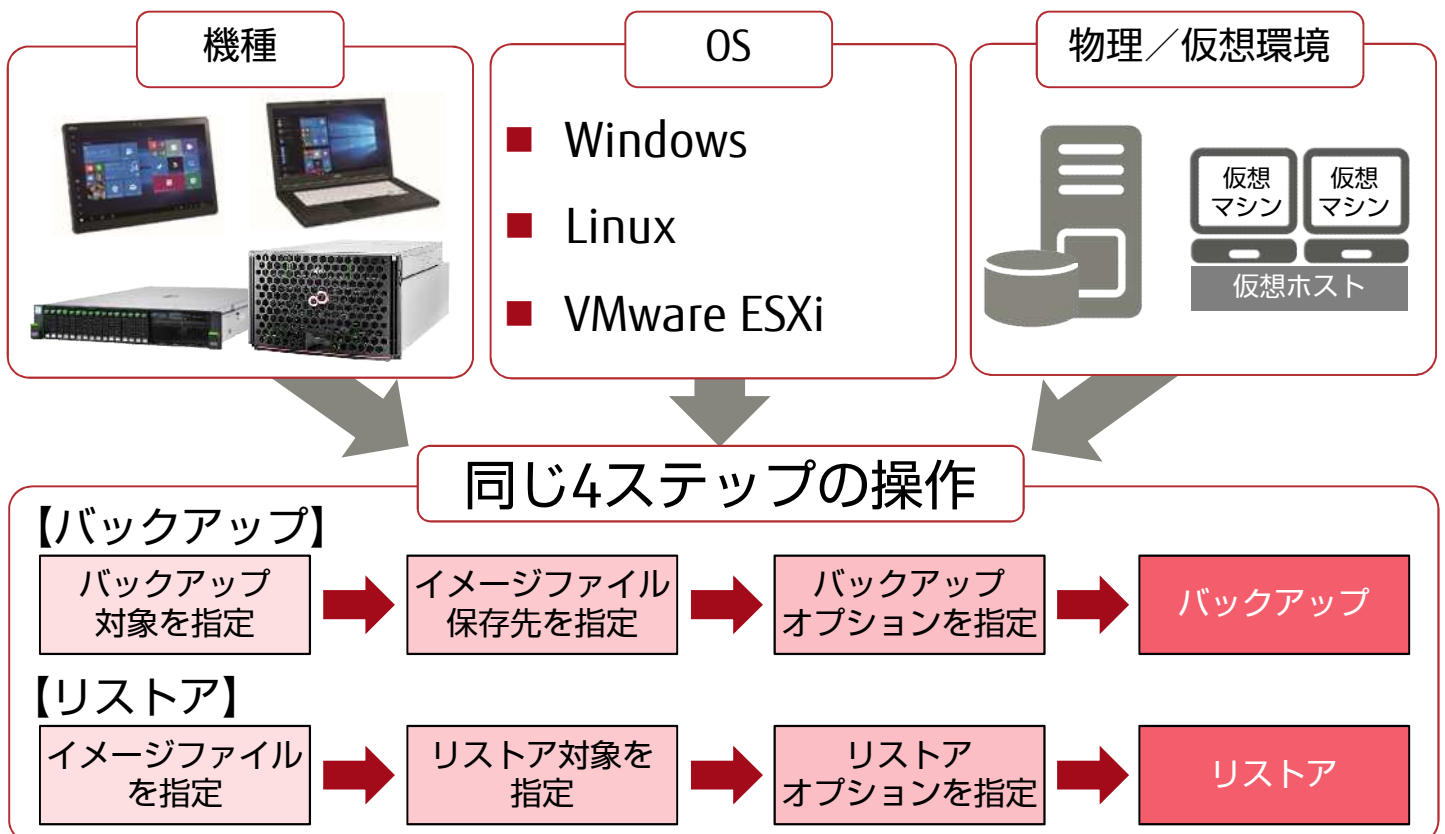 機種
OS
物理／仮想環境
■ Windows
■ Linux
■ VMware ESXi
仮想
マシン
仮想
マシン
仮想ホスト
同じ4ステップの操作
【バックアップ】
バックアップ
対象を指定
イメージファイル
保存先を指定
バックアップ
オプションを指定
バックアップ
【リストア】
イメージファイル
を指定
リストア対象を
指定
リストア
オプションを指定
リストア